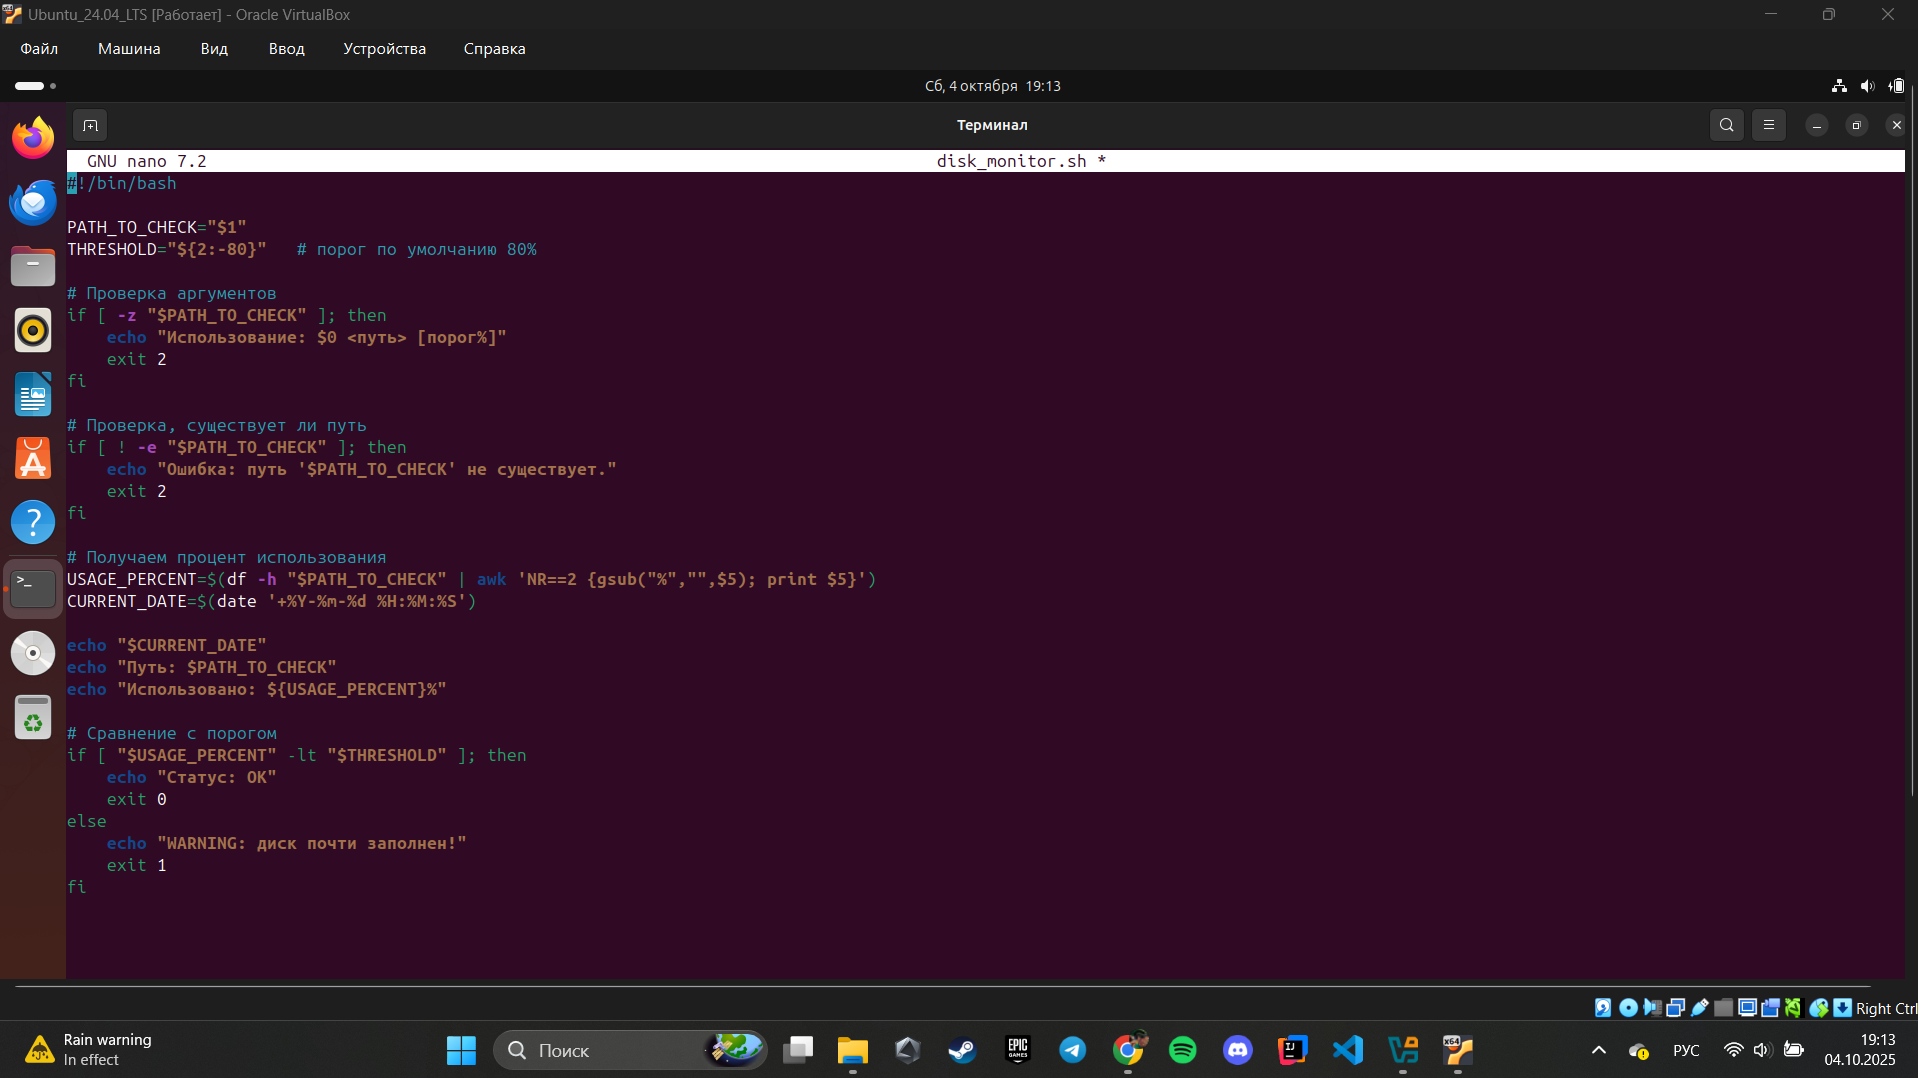 Ubuntu_24.04_LTS [Работает] - Oracle VirtualBox
Файл Машина Вид Ввод Устройства Справка
Сб, 4 октября 19:13
Терминал
GNU nano 7.2 disk_monitor.sh *
#!/bin/bash
PATH_TO_CHECK="$1"
THRESHOLD="${2:-80}"   # порог по умолчанию 80%
# Проверка аргументов
if [ -z "$PATH_TO_CHECK" ]; then
    echo "Использование: $0 <путь> [порог%]"
    exit 2
fi
# Проверка, существует ли путь
if [ ! -e "$PATH_TO_CHECK" ]; then
    echo "Ошибка: путь '$PATH_TO_CHECK' не существует."
    exit 2
fi
# Получаем процент использования
USAGE_PERCENT=$(df -h "$PATH_TO_CHECK" | awk 'NR==2 {gsub("%","",$5); print $5}')
CURRENT_DATE=$(date '+%Y-%m-%d %H:%M:%S')
echo "$CURRENT_DATE"
echo "Путь: $PATH_TO_CHECK"
echo "Использовано: ${USAGE_PERCENT}%"
# Сравнение с порогом
if [ "$USAGE_PERCENT" -lt "$THRESHOLD" ]; then
    echo "Статус: OK"
    exit 0
else
    echo "WARNING: диск почти заполнен!"
    exit 1
fi
Right Ctrl
Rain warning
In effect
Поиск
EPIC GAMES
IJ
x64
РУС
19:13
04.10.2025